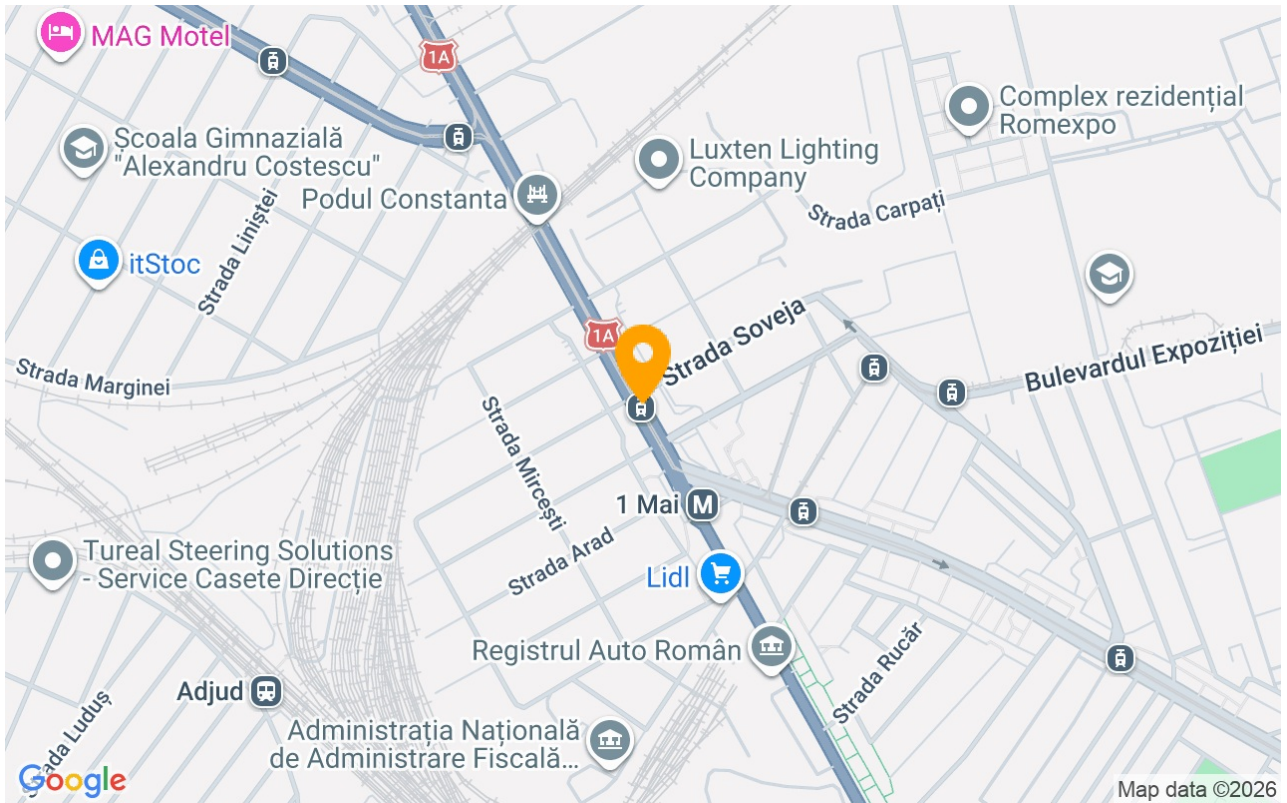 MAG Motel
1A
Școala Gimnazială
"Alexandru Costescu"
Podul Constanta
Luxten Lighting
Company
Complex rezidențial
Romexpo
Strada Carpați
Strada Liniștei
itStoc
1A
Strada Soveja
Bulevardul Expoziției
Strada Marginei
Strada Mircești
1 Mai
M
Strada Arad
Tureal Steering Solutions
- Service Casete Direcție
Lidl
Registrul Auto Român
Strada Rucăr
Adjud
Strada Luduș
Administrația Națională
de Administrare Fiscală...
Google
Map data ©2026